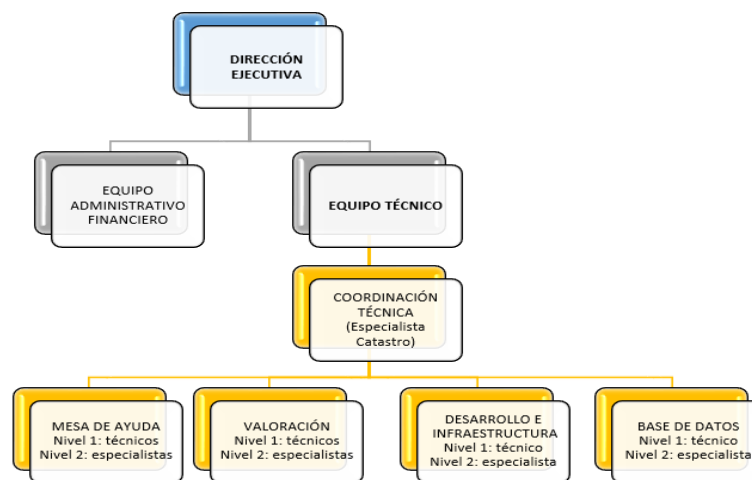 DIRECCIÓN
EJECUTIVA
EQUIPO
ADMINISTRATIVO
FINANCIERO
EQUIPO TÉCNICO
COORDINACIÓN
TÉCNICA
(Especialista
Catastro)
MESA DE AYUDA
Nivel 1: técnicos
Nivel 2: especialistas
VALORACIÓN
Nivel 1: técnicos
Nivel 2: especialistas
DESARROLLO E
INFRAESTRUCTURA
Nivel 1: técnico
Nivel 2: especialista
BASE DE DATOS
Nivel 1: técnico
Nivel 2: especialista